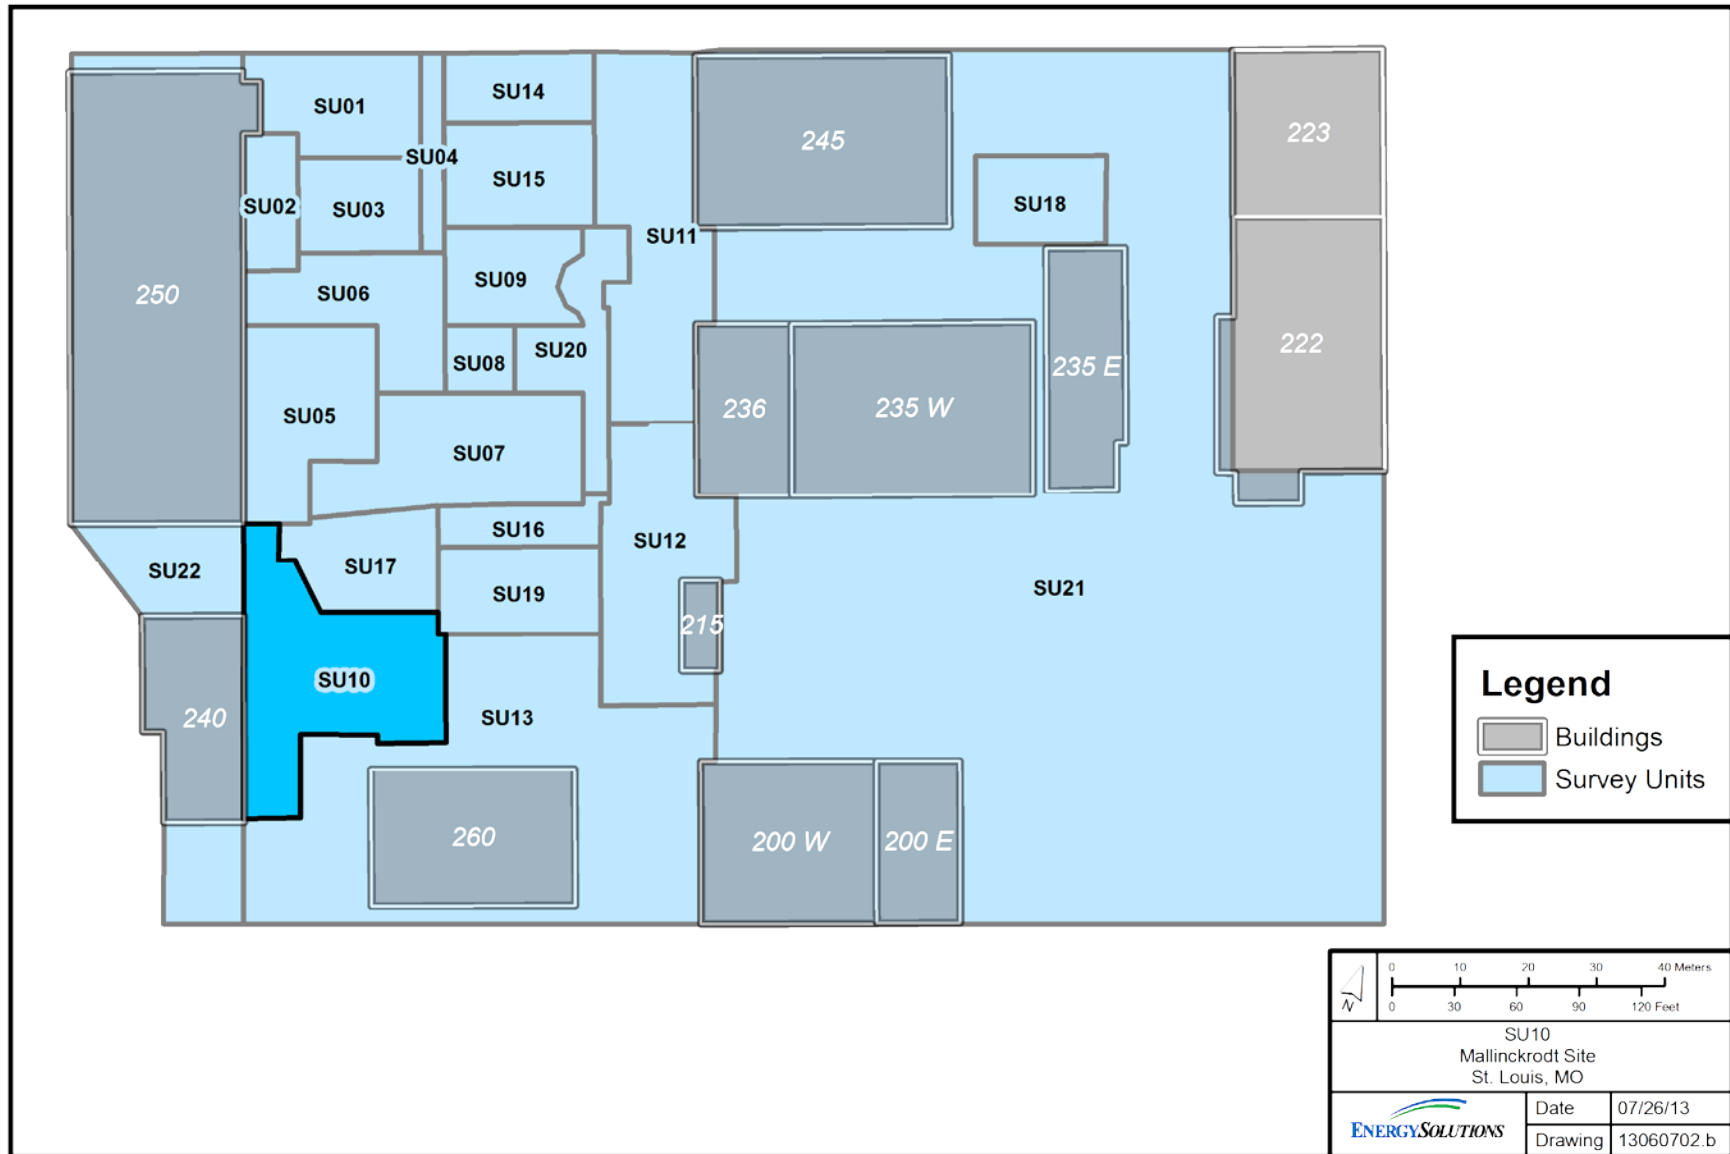 SU01
SU14
245
223
SU04
SU15
SU02
SU03
SU18
SU11
SU09
250
SU06
222
SU20
SU08
235 E
236
235 W
SU05
SU07
SU16
SU12
SU22
SU17
SU19
SU21
215
SU10
240
SU13
260
200 W
200 E
Legend
Buildings
Survey Units
N
0 10 20 30 40 Meters
0 30 60 90 120 Feet
SU10
Mallinckrodt Site
St. Louis, MO
ENERGYSOLUTIONS
Date 07/26/13
Drawing 13060702.b